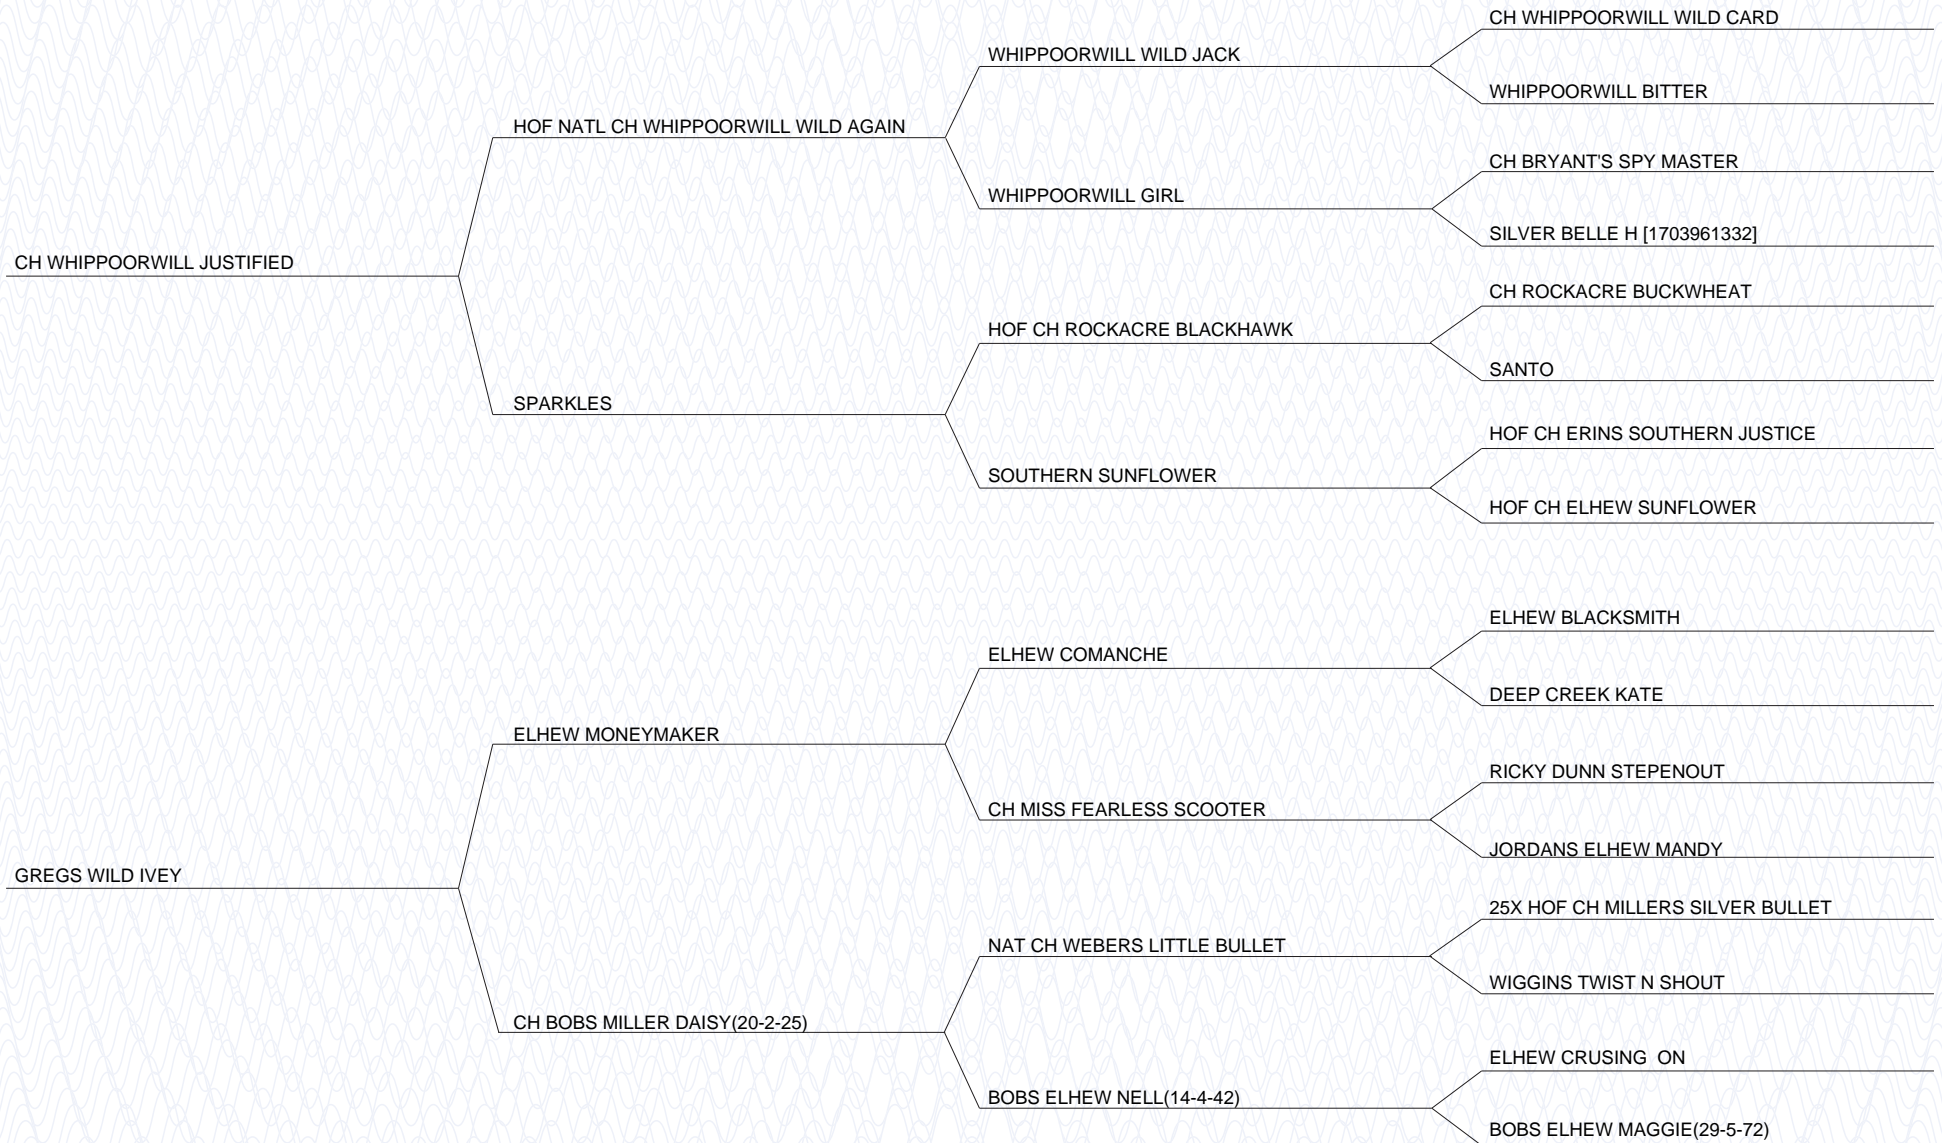 CH WHIPPOORWILL WILD CARD
WHIPPOORWILL WILD JACK
WHIPPOORWILL BITTER
HOF NATL CH WHIPPOORWILL WILD AGAIN
CH BRYANT'S SPY MASTER
WHIPPOORWILL GIRL
SILVER BELLE H [1703961332]
CH WHIPPOORWILL JUSTIFIED
CH ROCKACRE BUCKWHEAT
HOF CH ROCKACRE BLACKHAWK
SANTO
SPARKLES
HOF CH ERINS SOUTHERN JUSTICE
SOUTHERN SUNFLOWER
HOF CH ELHEW SUNFLOWER
ELHEW BLACKSMITH
ELHEW COMANCHE
DEEP CREEK KATE
ELHEW MONEYMAKER
RICKY DUNN STEPENOUT
CH MISS FEARLESS SCOOTER
JORDANS ELHEW MANDY
GREGS WILD IVEY
25X HOF CH MILLERS SILVER BULLET
NAT CH WEBERS LITTLE BULLET
WIGGINS TWIST N SHOUT
CH BOBS MILLER DAISY(20-2-25)
ELHEW CRUSING  ON
BOBS ELHEW NELL(14-4-42)
BOBS ELHEW MAGGIE(29-5-72)